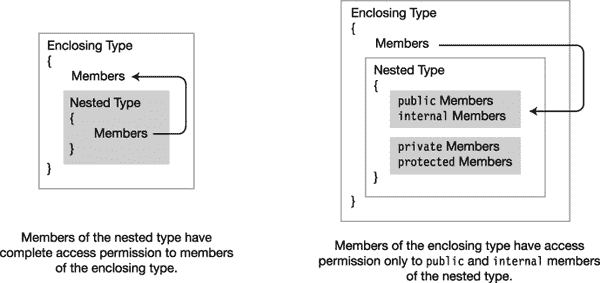 Enclosing Type
{
Members
Nested Type
{
Members
}
}
Members of the nested type have
complete access permission to members
of the enclosing type.
Enclosing Type
{
Members
Nested Type
{
public Members
internal Members
private Members
protected Members
}
}
Members of the enclosing type have access
permission only to public and internal members
of the nested type.